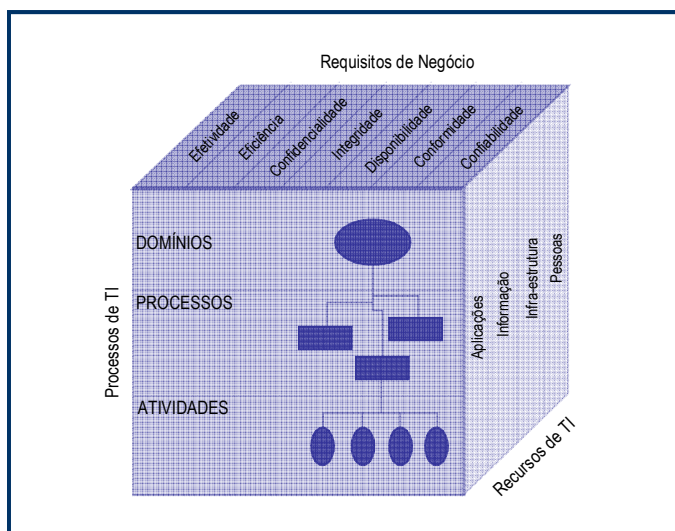 Requisitos de Negócio
Efetividade
Eficiência
Confidencialidade
Integridade
Disponibilidade
Conformidade
Confiabilidade
Processos de TI
DOMÍNIOS
PROCESSOS
ATIVIDADES
Aplicações
Informação
Infra-estrutura
Pessoas
Recursos de TI